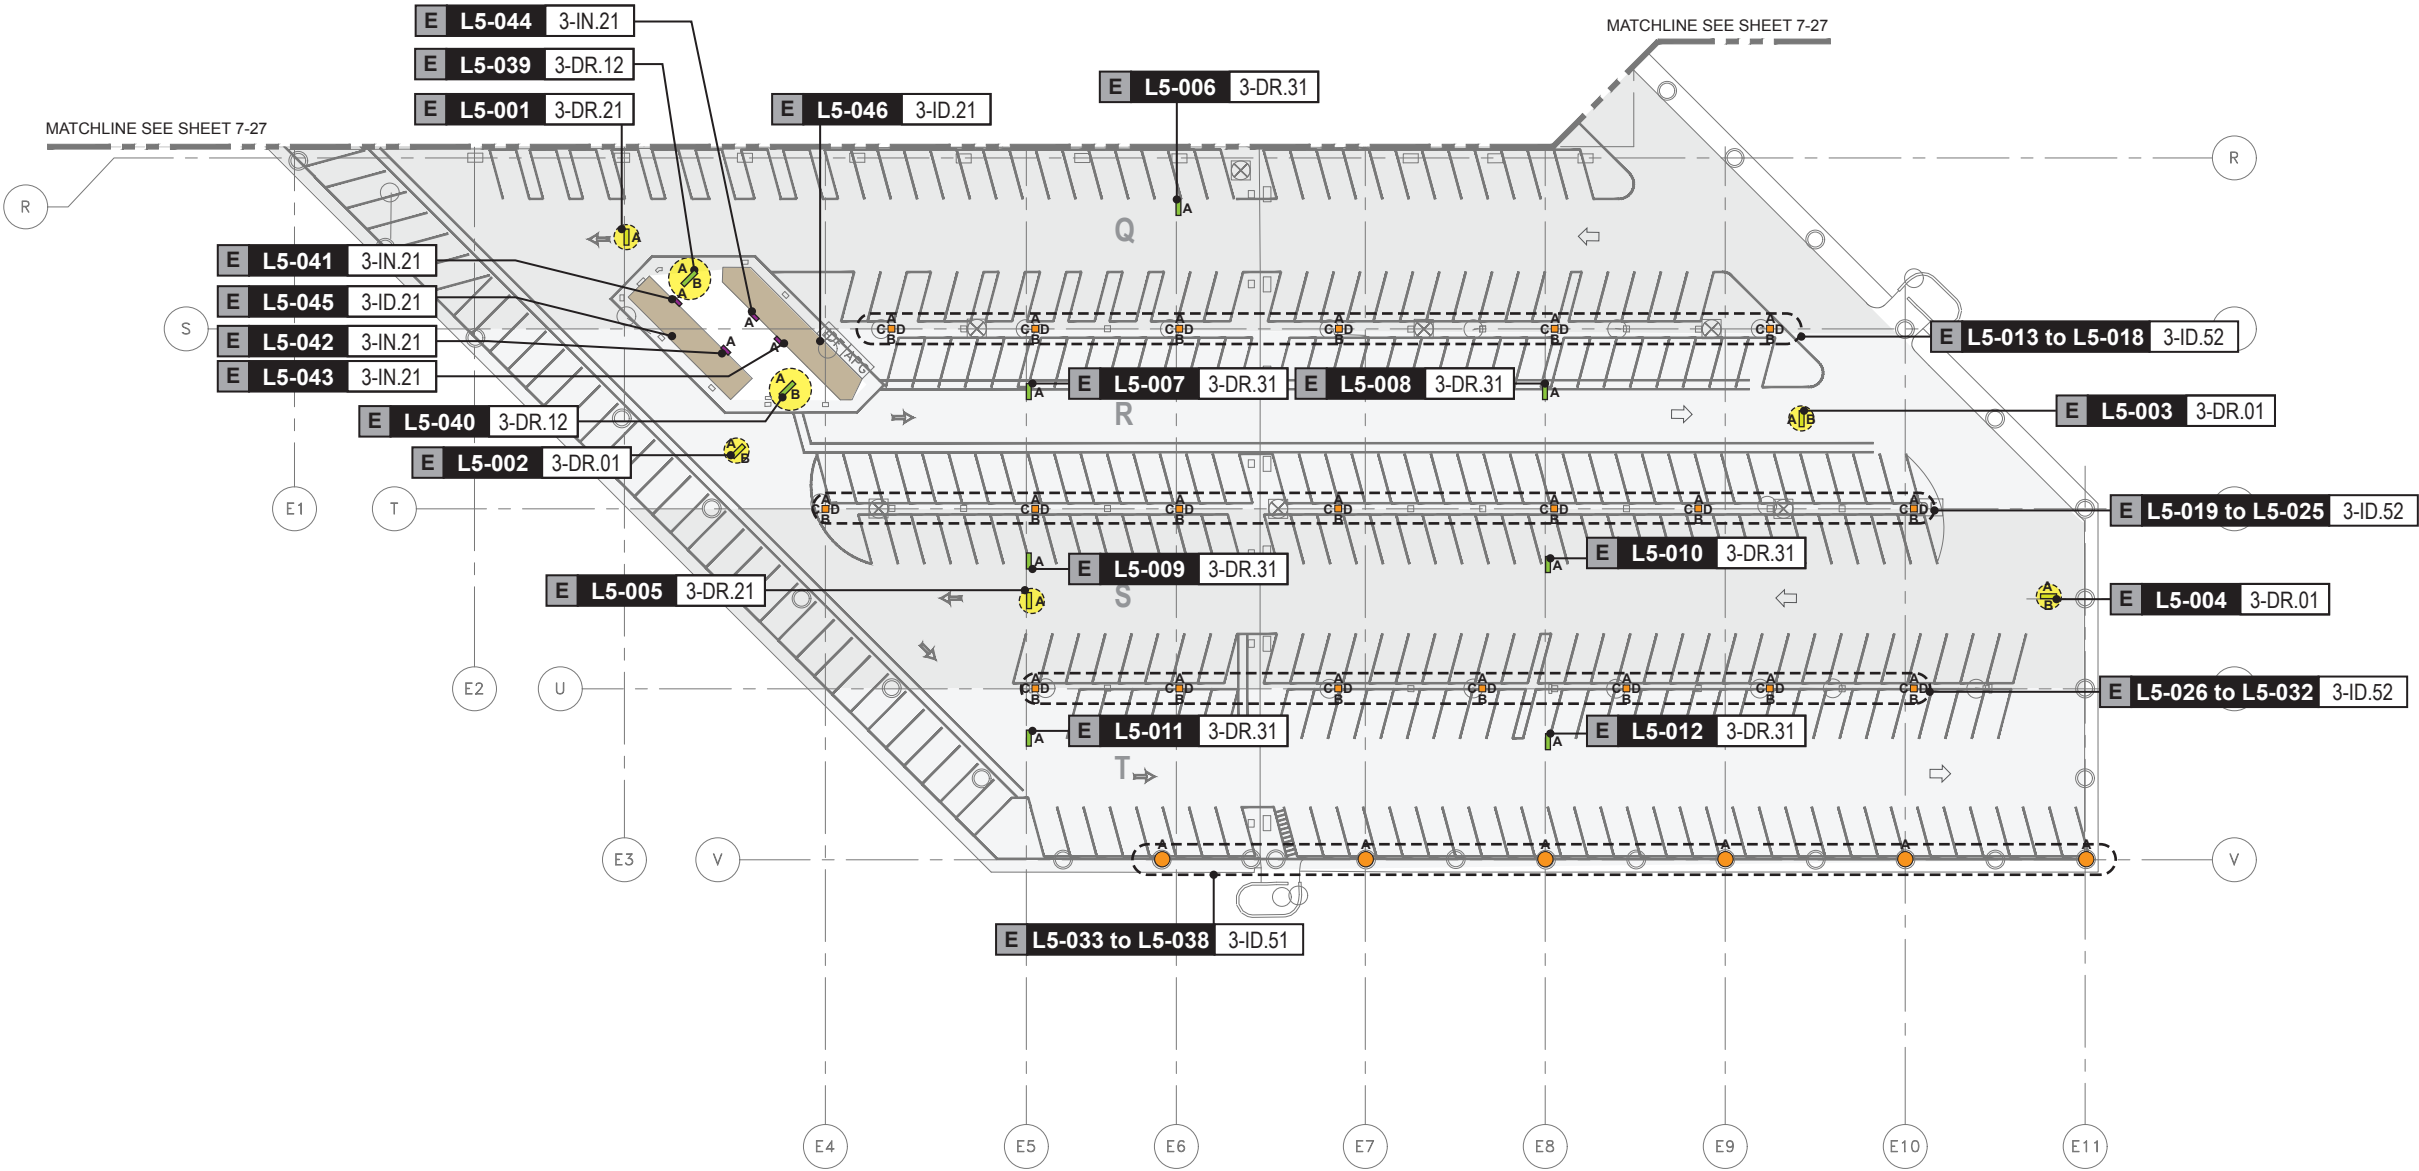 MATCHLINE SEE SHEET 7-27
E L5-044 3-IN.21
E L5-039 3-DR.12
E L5-001 3-DR.21
E L5-046 3-ID.21
E L5-006 3-DR.31
MATCHLINE SEE SHEET 7-27
R
R
A
A
Q
E L5-041 3-IN.21
E L5-045 3-ID.21
E L5-042 3-IN.21
E L5-043 3-IN.21
A
B
A
A
A
A
S
A A A A A A
C D C D C D C D C D C D
B B B B B B
E L5-013 to L5-018 3-ID.52
E L5-007 3-DR.31
E L5-008 3-DR.31
A
A
A
B
R
A B
E L5-003 3-DR.01
E L5-040 3-DR.12
E L5-002 3-DR.01
A
B
E1
T
A A A A A A A
C D C D C D C D C D C D C D
B B B B B B B
E L5-019 to L5-025 3-ID.52
A
E L5-009 3-DR.31
A
E L5-010 3-DR.31
E L5-005 3-DR.21
A
S
A
B
E L5-004 3-DR.01
E2
U
A A A A A A A
C D C D C D C D C D C D C D
B B B B B B B
E L5-026 to L5-032 3-ID.52
A
E L5-011 3-DR.31
A
E L5-012 3-DR.31
T
E3
V
A A A A A A
V
E L5-033 to L5-038 3-ID.51
E4 E5 E6 E7 E8 E9 E10 E11